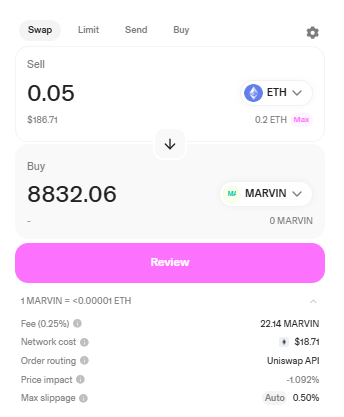 Swap Limit Send Buy
Sell
0.05 ETH
$186.71 0.2 ETH Max
Buy
8832.06 MA MARVIN
- 0 MARVIN
Review
1 MARVIN = <0.00001 ETH
Fee (0.25%) 22.14 MARVIN
Network cost $18.71
Order routing Uniswap API
Price impact -1.092%
Max slippage Auto 0.50%